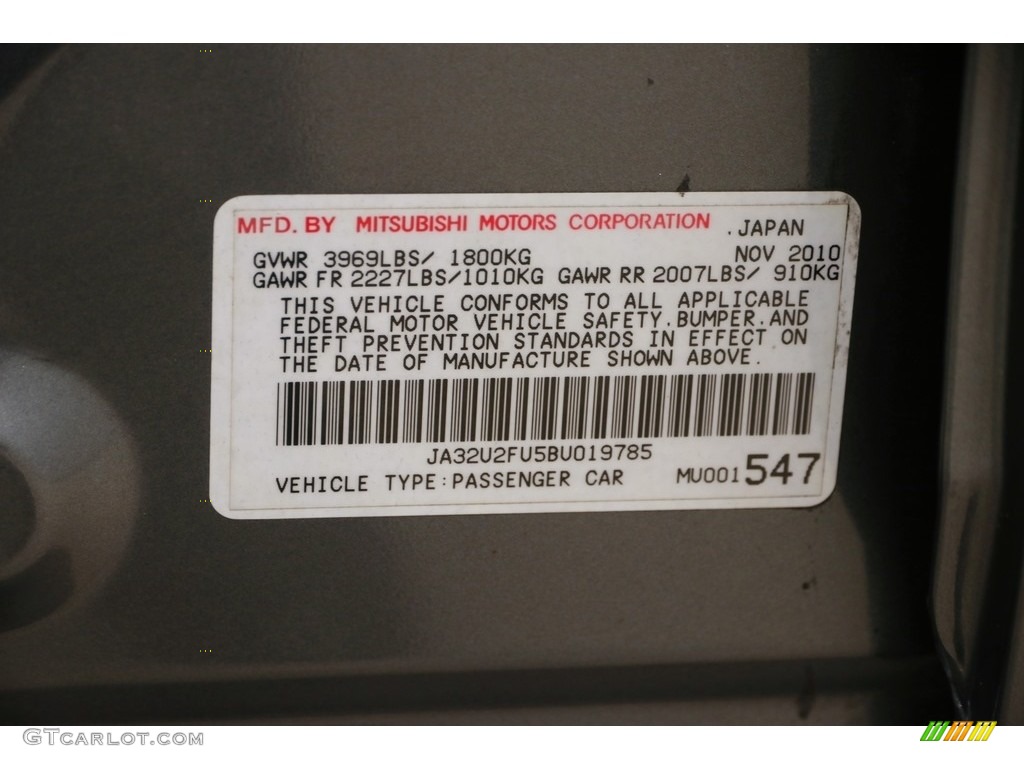 MFD. BY MITSUBISHI MOTORS CORPORATION .JAPAN
GVWR 3969LBS/ 1800KG NOV 2010
GAWR FR 2227LBS/1010KG GAWR RR 2007LBS/ 910KG
THIS VEHICLE CONFORMS TO ALL APPLICABLE
FEDERAL MOTOR VEHICLE SAFETY.BUMPER.AND
THEFT PREVENTION STANDARDS IN EFFECT ON
THE DATE OF MANUFACTURE SHOWN ABOVE.
JA32U2FU5BU019785
VEHICLE TYPE:PASSENGER CAR MU001547
GTCARLOT.COM